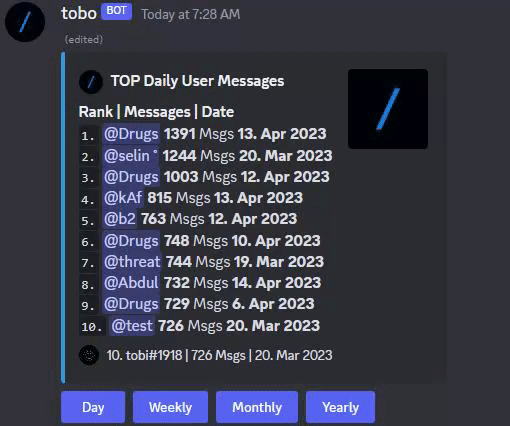 tobo BOT Today at 7:28 AM
(edited)
TOP Daily User Messages
Rank | Messages | Date
1. @Drugs 1391 Msgs 13. Apr 2023
2. @selin° 1244 Msgs 20. Mar 2023
3. @Drugs 1003 Msgs 12. Apr 2023
4. @kAf 815 Msgs 13. Apr 2023
5. @b2 763 Msgs 12. Apr 2023
6. @Drugs 748 Msgs 10. Apr 2023
7. @threat 744 Msgs 19. Mar 2023
8. @Abdul 732 Msgs 14. Apr 2023
9. @Drugs 729 Msgs 6. Apr 2023
10. @test 726 Msgs 20. Mar 2023
10. tobi#1918 | 726 Msgs | 20. Mar 2023
Day Weekly Monthly Yearly